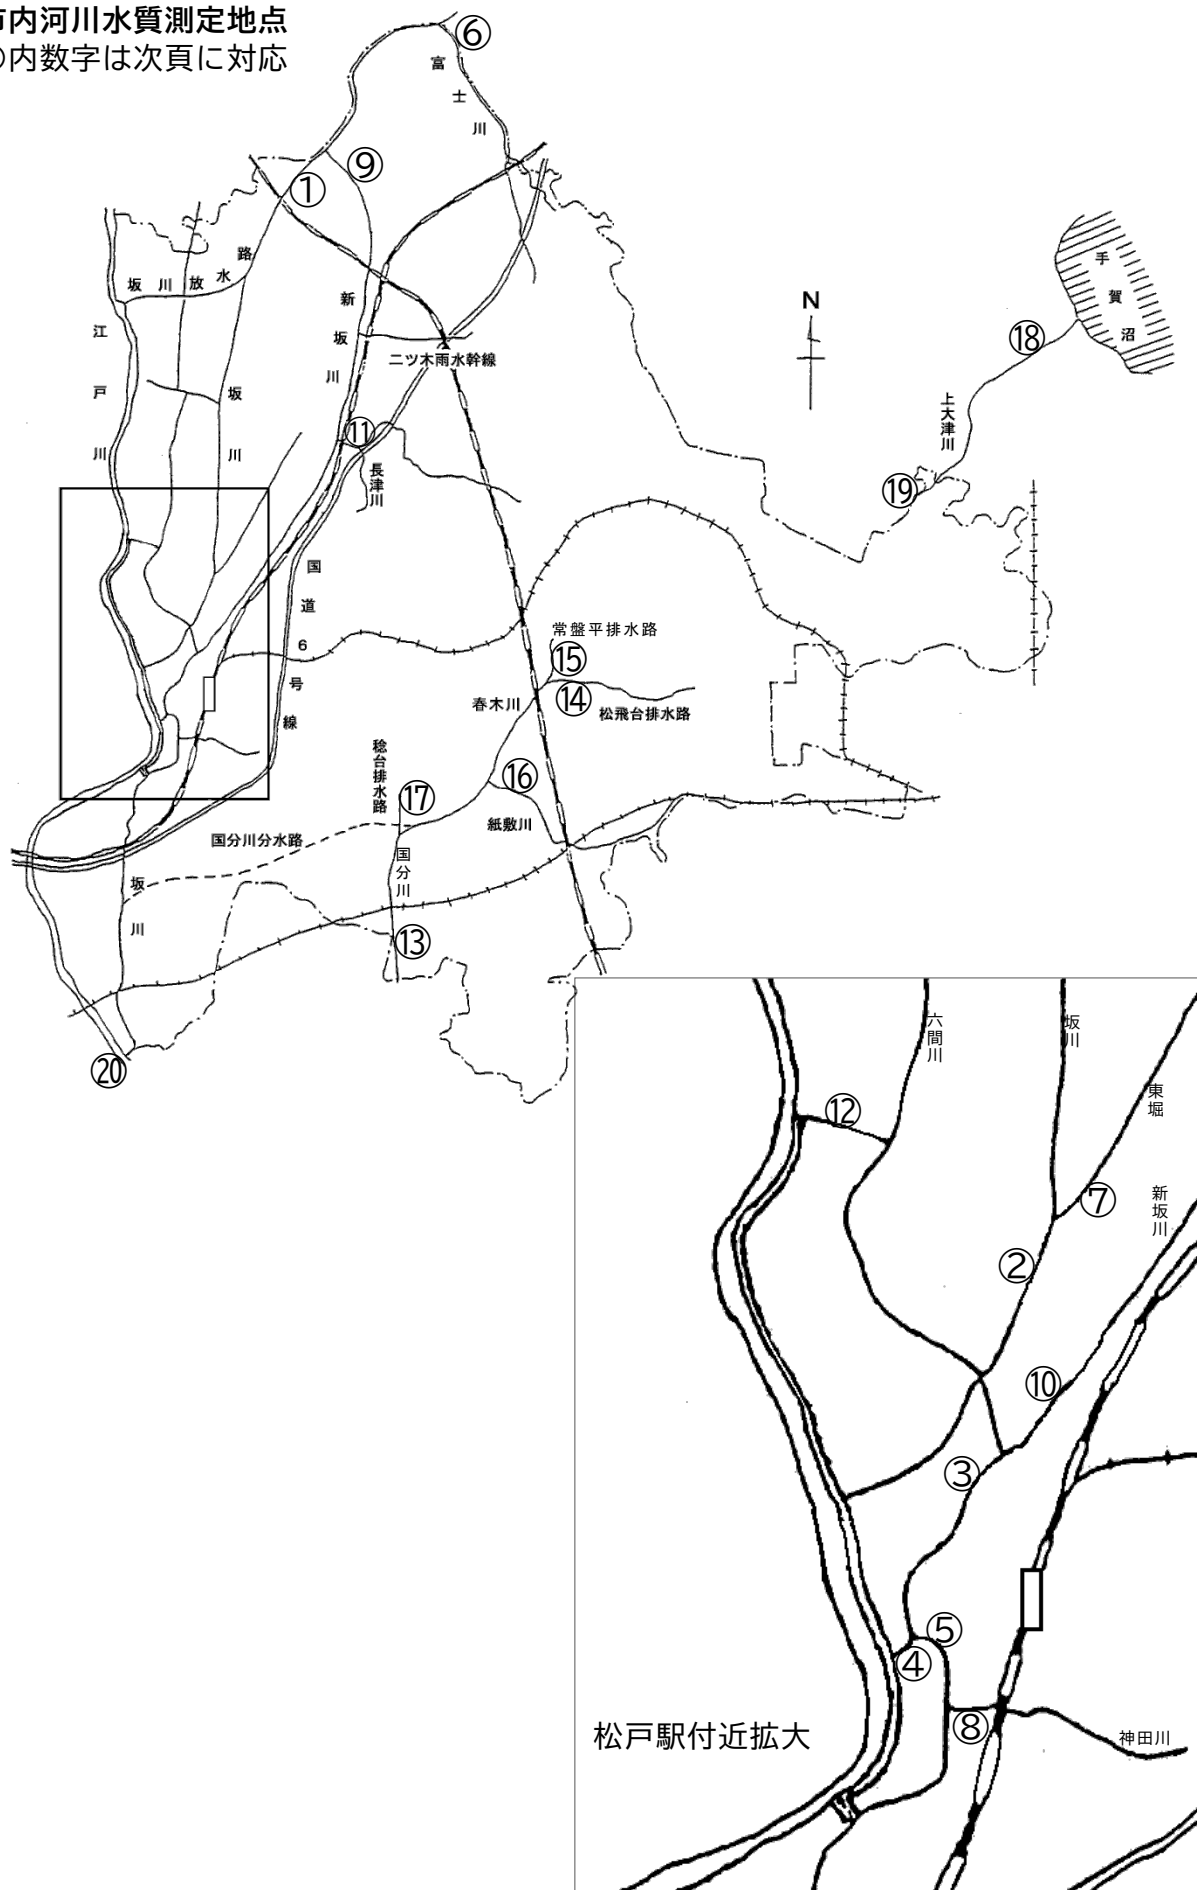 市内河川水質測定地点
○内数字は次頁に対応
⑥
富士川
⑨
①
坂川放水路
江戸川
新坂川
坂川
二ツ木雨水幹線
⑪
長津川
国道6号線
N
手賀沼
⑱
上大津川
⑲
常盤平排水路
⑮
⑭
松飛台排水路
春木川
⑯
紙敷川
稔台排水路
⑰
国分川分水路
国分川
坂川
⑬
⑳
六間川
坂川
東堀
⑫
⑦
新坂川
②
⑩
③
⑤
④
⑧
神田川
松戸駅付近拡大